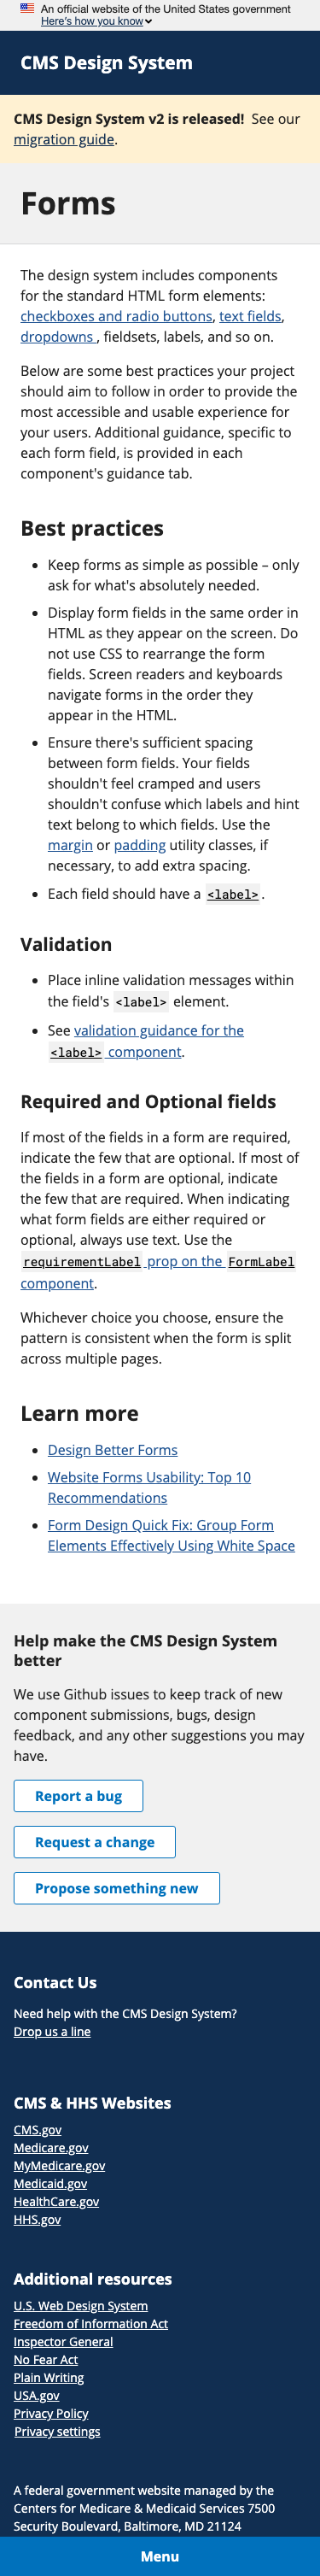 An official website of the United States government
Here's how you know
CMS Design System
CMS Design System v2 is released! See our
migration guide.
Forms
The design system includes components
for the standard HTML form elements:
checkboxes and radio buttons, text fields,
dropdowns , fieldsets, labels, and so on.
Below are some best practices your project
should aim to follow in order to provide the
most accessible and usable experience for
your users. Additional guidance, specific to
each form field, is provided in each
component's guidance tab.
Best practices
• Keep forms as simple as possible – only
ask for what's absolutely needed.
• Display form fields in the same order in
HTML as they appear on the screen. Do
not use CSS to rearrange the form
fields. Screen readers and keyboards
navigate forms in the order they
appear in the HTML.
• Ensure there's sufficient spacing
between form fields. Your fields
shouldn't feel cramped and users
shouldn't confuse which labels and hint
text belong to which fields. Use the
margin or padding utility classes, if
necessary, to add extra spacing.
• Each field should have a <label>.
Validation
• Place inline validation messages within
the field's <label> element.
• See validation guidance for the
<label> component.
Required and Optional fields
If most of the fields in a form are required,
indicate the few that are optional. If most of
the fields in a form are optional, indicate
the few that are required. When indicating
what form fields are either required or
optional, always use text. Use the
requirementLabel prop on the FormLabel
component.
Whichever option you choose, ensure the
pattern is consistent when the form is split
across multiple pages.
Learn more
• Design Better Forms
• Website Forms Usability: Top 10
Recommendations
• Form Design Quick Fix: Group Form
Elements Effectively Using White Space
Help make the CMS Design System
better
We use Github issues to keep track of new
component submissions, bugs, design
feedback, and any other suggestions you may
have.
Report a bug
Request a change
Propose something new
Contact Us
Need help with the CMS Design System?
Drop us a line
CMS & HHS Websites
CMS.gov
Medicare.gov
MyMedicare.gov
Medicaid.gov
HealthCare.gov
HHS.gov
Additional resources
U.S. Web Design System
Freedom of Information Act
Inspector General
No Fear Act
Plain Writing
USA.gov
Privacy Policy
Privacy settings
A federal government website managed by the
Centers for Medicare & Medicaid Services 7500
Security Boulevard, Baltimore, MD 21124
Menu